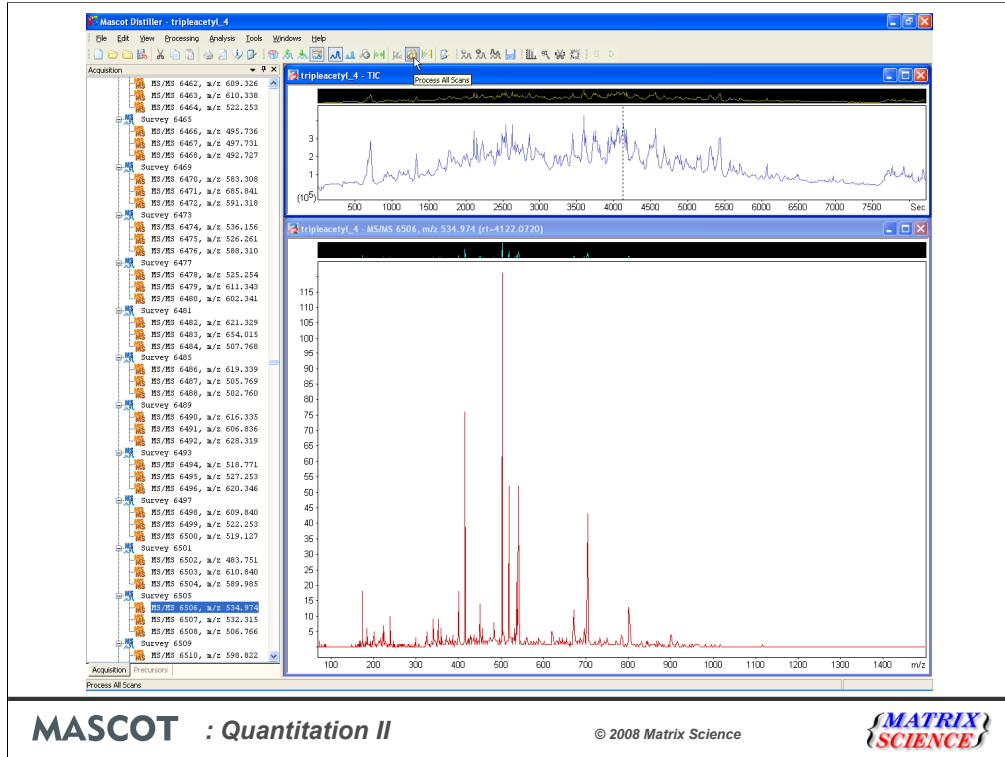 Mascot Distiller - tripleacetyl_4
File Edit View Processing Analysis Tools Windows Help
Process All Scans
Acquisition
MS/MS 6462, m/z 609.326
MS/MS 6463, m/z 610.338
MS/MS 6464, m/z 522.253
Survey 6465
MS/MS 6466, m/z 495.736
MS/MS 6467, m/z 497.731
MS/MS 6468, m/z 492.727
Survey 6469
MS/MS 6470, m/z 583.308
MS/MS 6471, m/z 685.841
MS/MS 6472, m/z 591.318
Survey 6473
MS/MS 6474, m/z 536.156
MS/MS 6475, m/z 526.261
MS/MS 6476, m/z 588.310
Survey 6477
MS/MS 6478, m/z 525.254
MS/MS 6479, m/z 611.343
MS/MS 6480, m/z 602.341
Survey 6481
MS/MS 6482, m/z 621.329
MS/MS 6483, m/z 654.015
MS/MS 6484, m/z 507.768
Survey 6485
MS/MS 6486, m/z 619.339
MS/MS 6487, m/z 505.769
MS/MS 6488, m/z 502.760
Survey 6489
MS/MS 6490, m/z 616.335
MS/MS 6491, m/z 606.836
MS/MS 6492, m/z 628.319
Survey 6493
MS/MS 6494, m/z 518.771
MS/MS 6495, m/z 527.253
MS/MS 6496, m/z 620.346
Survey 6497
MS/MS 6498, m/z 609.840
MS/MS 6499, m/z 522.253
MS/MS 6500, m/z 519.127
Survey 6501
MS/MS 6502, m/z 483.751
MS/MS 6503, m/z 610.840
MS/MS 6504, m/z 589.985
Survey 6505
MS/MS 6506, m/z 534.974
MS/MS 6507, m/z 532.315
MS/MS 6508, m/z 506.766
Survey 6509
MS/MS 6510, m/z 598.822
Acquisition Precursors
Process All Scans
tripleacetyl_4 - TIC
3
2
1
(10⁵)
500 1000 1500 2000 2500 3000 3500 4000 4500 5000 5500 6000 6500 7000 7500 Sec
tripleacetyl_4 - MS/MS 6506, m/z 534.974 (rt=4122.0720)
115
110
105
100
95
90
85
80
75
70
65
60
55
50
45
40
35
30
25
20
15
10
5
100 200 300 400 500 600 700 800 900 1000 1100 1200 1300 1400 m/z
MASCOT : Quantitation II
© 2008 Matrix Science
{MATRIX
SCIENCE}